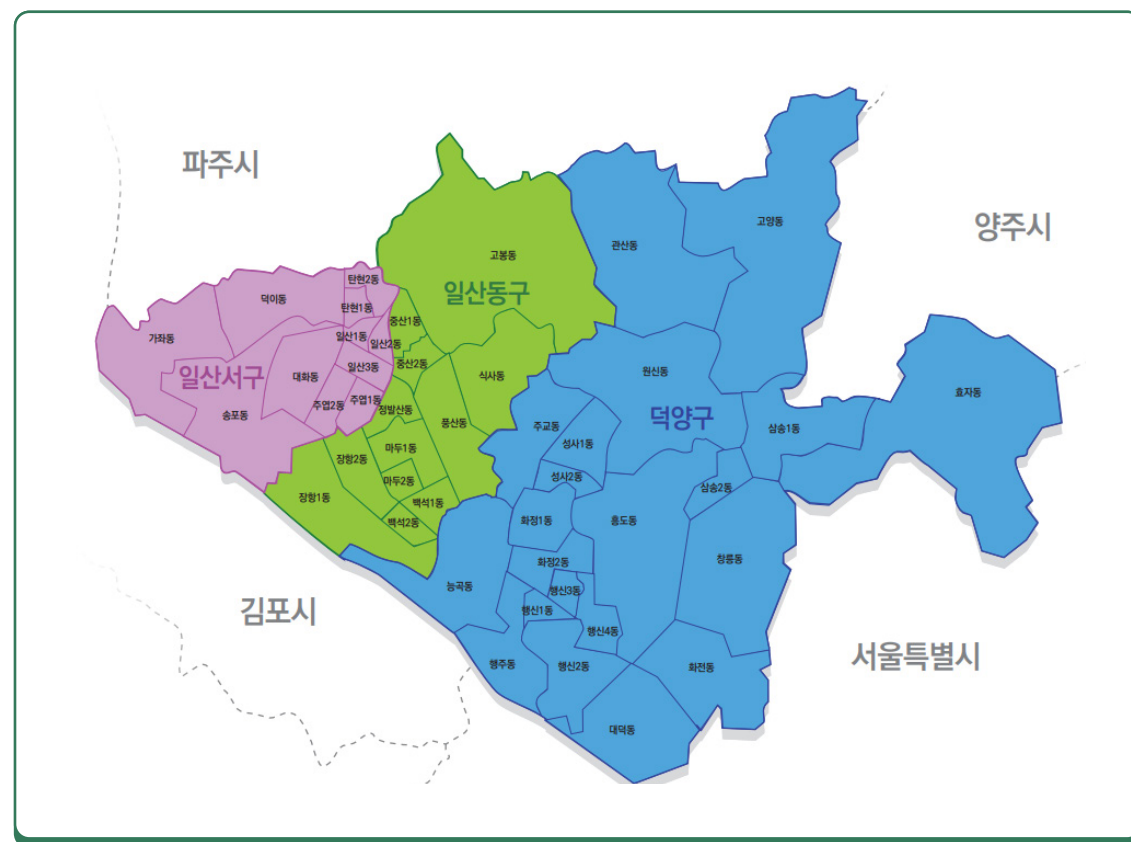 파주시
양주시
고양동
관산동
고봉동
일산동구
탄현2동
덕이동
탄현1동
중산1동
가좌동
일산1동
일산2동
중산2동
일산3동
대화동
일산서구
식사동
원신동
효자동
주엽1동
주엽2동
송포동
정발산동
풍산동
주교동
덕양구
삼송1동
성사1동
마두1동
장항2동
성사2동
마두2동
삼송2동
장항1동
백석1동
백석2동
화정1동
흥도동
화정2동
창릉동
능곡동
행신3동
행신1동
김포시
행신4동
서울특별시
행주동
행신2동
화전동
대덕동